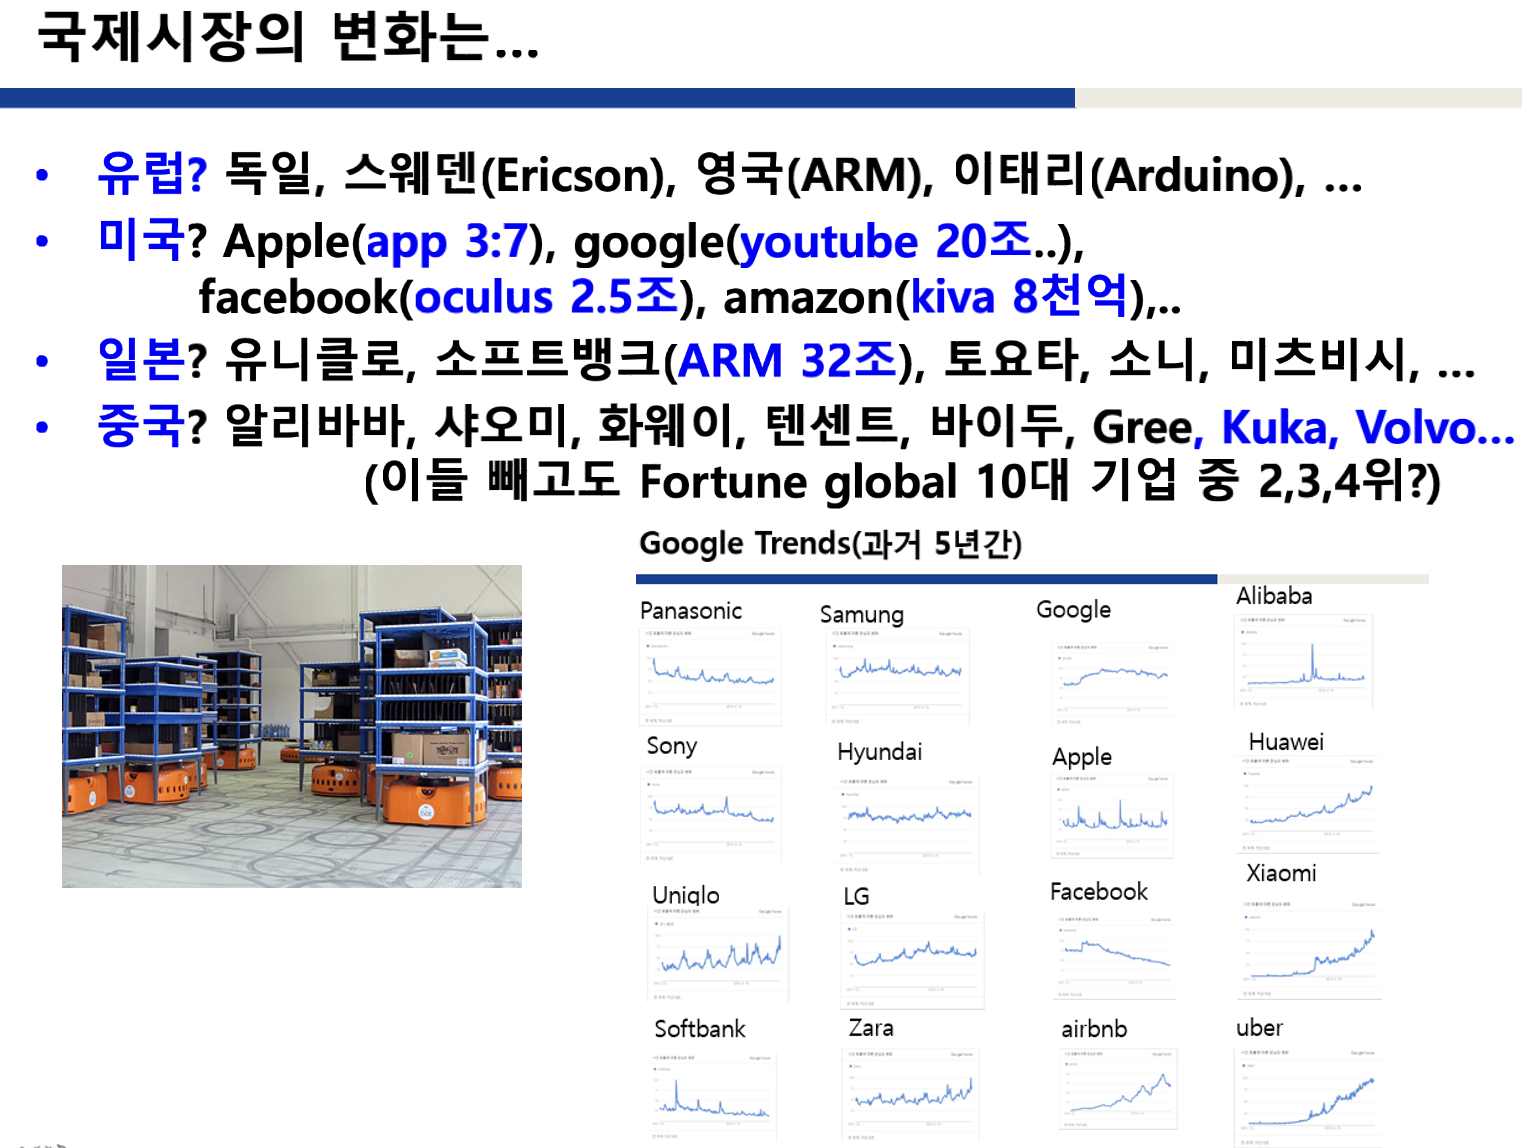 국제시장의 변화는...
• 유럽? 독일, 스웨덴(Ericson), 영국(ARM), 이태리(Arduino), ...
• 미국? Apple(app 3:7), google(youtube 20조..),
facebook(oculus 2.5조), amazon(kiva 8천억),..
• 일본? 유니클로, 소프트뱅크(ARM 32조), 토요타, 소니, 미츠비시, ...
• 중국? 알리바바, 샤오미, 화웨이, 텐센트, 바이두, Gree, Kuka, Volvo...
(이들 빼고도 Fortune global 10대 기업 중 2,3,4위?)
Google Trends(과거 5년간)
Panasonic
Samung
Google
Alibaba
Sony
Hyundai
Apple
Huawei
Uniqlo
LG
Facebook
Xiaomi
Softbank
Zara
airbnb
uber